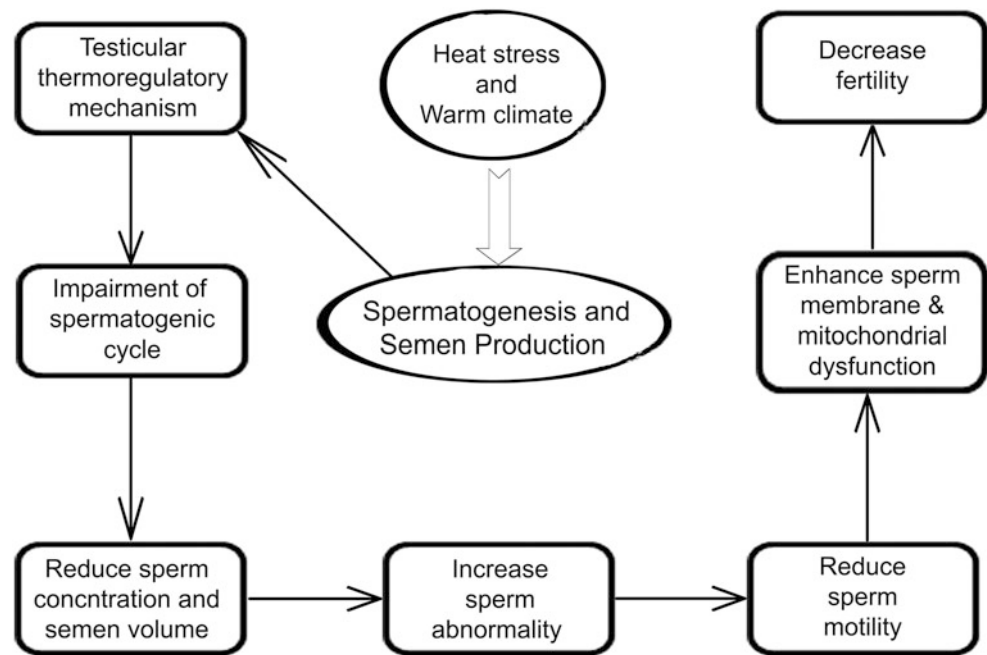 Testicular
thermoregulatory
mechanism
Heat stress
and
Warm climate
Decrease
fertility
Impairment of
spermatogenic
cycle
Spermatogenesis and
Semen Production
Enhance sperm
membrane &
mitochondrial
dysfunction
Reduce sperm
concntration and
semen volume
Increase
sperm
abnormality
Reduce
sperm
motility